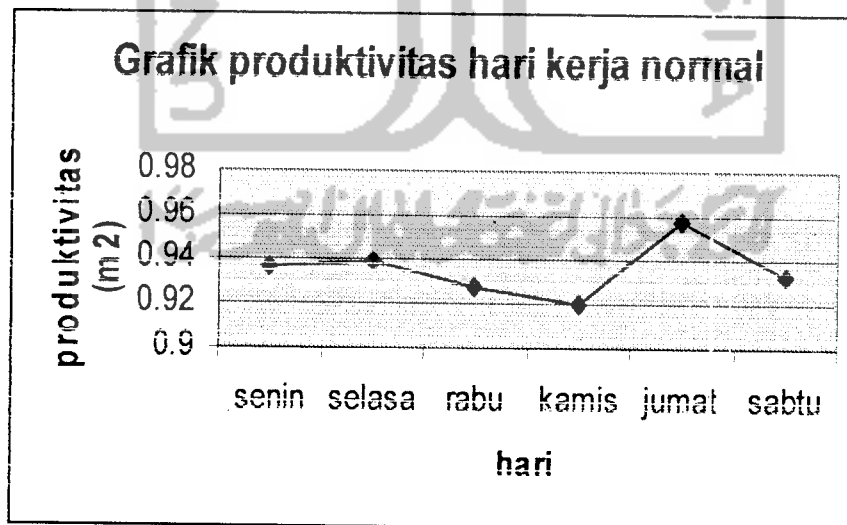 Grafik produktivitas hari kerja normal
produktivitas
(m2)
0.98
0.96
0.94
0.92
0.9
senin selasa rabu kamis jumat sabtu
hari